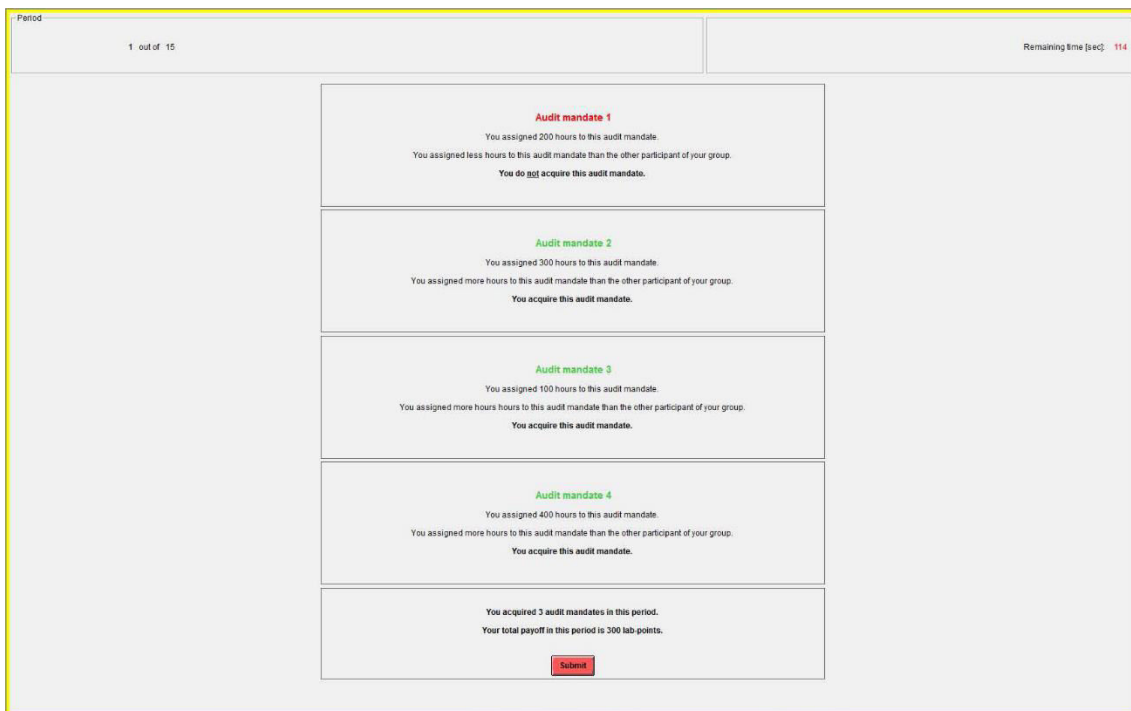 Period
1 out of 15
Remaining time [sec]: 114
Audit mandate 1
You assigned 200 hours to this audit mandate.
You assigned less hours to this audit mandate than the other participant of your group.
You do not acquire this audit mandate.
Audit mandate 2
You assigned 300 hours to this audit mandate.
You assigned more hours to this audit mandate than the other participant of your group.
You acquire this audit mandate.
Audit mandate 3
You assigned 100 hours to this audit mandate.
You assigned more hours hours to this audit mandate than the other participant of your group.
You acquire this audit mandate.
Audit mandate 4
You assigned 400 hours to this audit mandate.
You assigned more hours to this audit mandate than the other participant of your group.
You acquire this audit mandate.
You acquired 3 audit mandates in this period.
Your total payoff in this period is 300 lab-points.
Submit